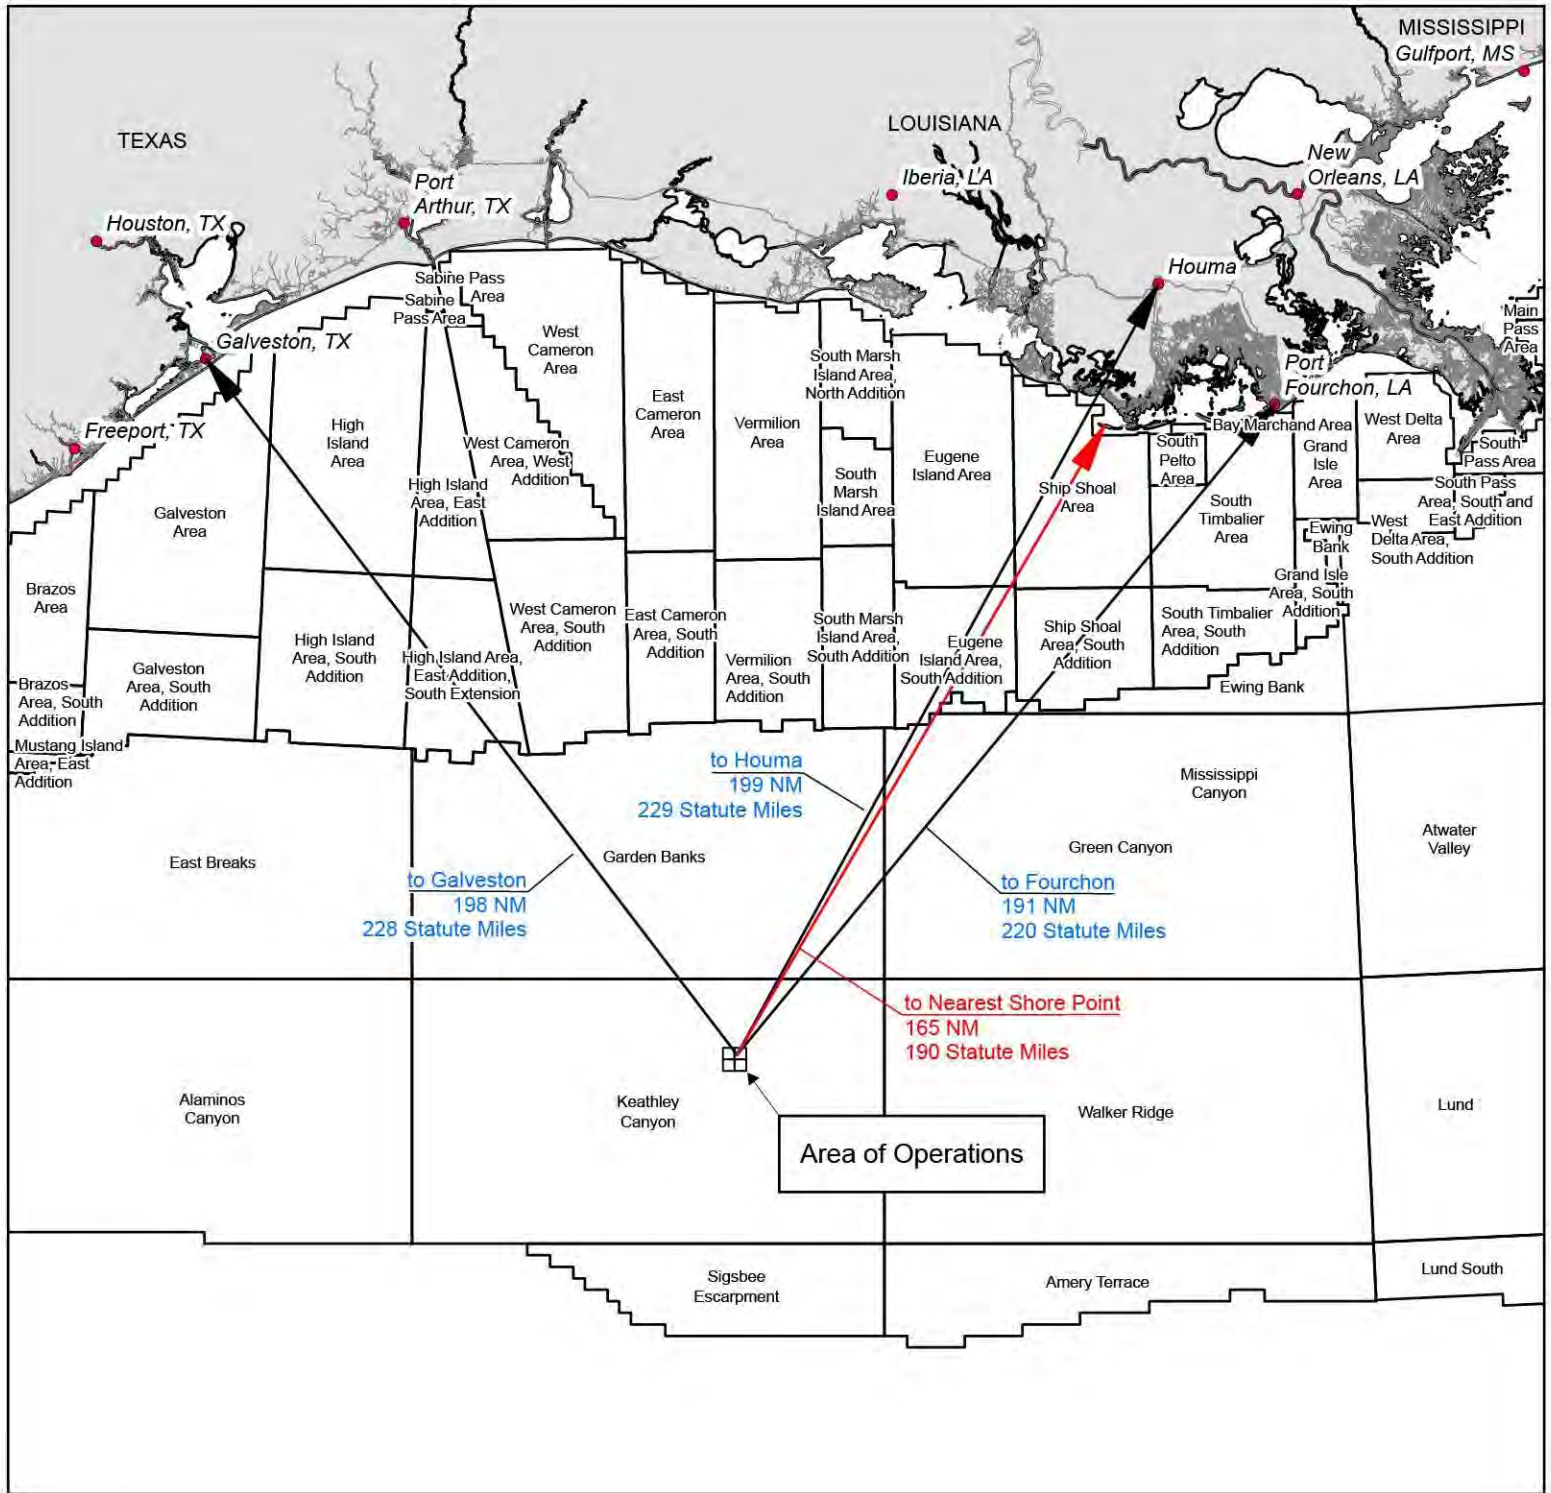 MISSISSIPPI
Gulfport, MS
TEXAS
LOUISIANA
New
Orleans, LA
Iberia, LA
Port
Arthur, TX
Houston, TX
Houma
Sabine Pass
Area
Sabine
Pass Area
Main
Pass
Area
Galveston, TX
West
Cameron
Area
South Marsh
Island Area,
North Addition
Port
Fourchon, LA
East
Cameron
Area
Vermilion
Area
Freeport, TX
High
Island
Area
West Cameron
Area, West
Addition
Eugene
Island Area
Bay Marchand Area
West Delta
Area
South
Pelto
Area
Grand
Isle
Area
South
Pass Area
South
Marsh
Island Area
Ship Shoal
Area
High Island
Area, East
Addition
South Pass
Area, South and
East Addition
Galveston
Area
South
Timbalier
Area
Ewing
Bank
West
Delta Area,
South Addition
Brazos
Area
Grand Isle
Area, South
Addition
West Cameron
Area, South
Addition
East Cameron
Area, South
Addition
South Marsh
Island Area,
South Addition
Ship Shoal
Area, South
Addition
South Timbalier
Area, South
Addition
High Island
Area, South
Addition
High Island Area,
East Addition,
South Extension
Eugene
Island Area,
South Addition
Vermilion
Area, South
Addition
Galveston
Area, South
Addition
Brazos
Area, South
Addition
Ewing Bank
Mustang Island
Area, East
Addition
to Houma
199 NM
229 Statute Miles
Mississippi
Canyon
East Breaks
Garden Banks
Green Canyon
Atwater
Valley
to Galveston
198 NM
228 Statute Miles
to Fourchon
191 NM
220 Statute Miles
to Nearest Shore Point
165 NM
190 Statute Miles
Alaminos
Canyon
Keathley
Canyon
Walker Ridge
Lund
Area of Operations
Sigsbee
Escarpment
Amery Terrace
Lund South